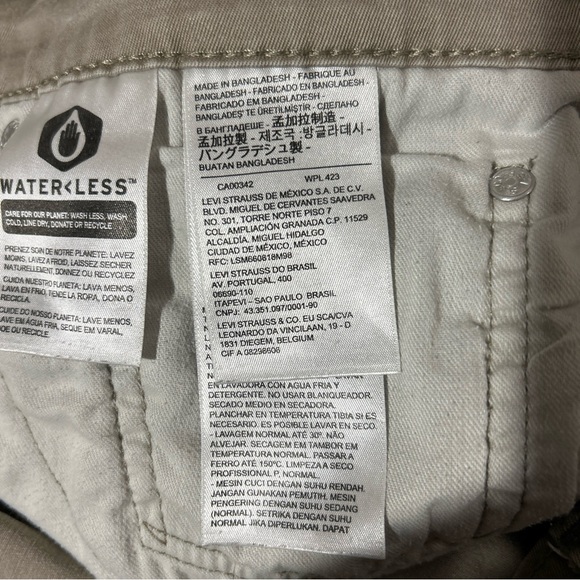 WATER<LESS™
CARE FOR OUR PLANET: WASH LESS, WASH
COLD, LINE DRY, DONATE OR RECYCLE
PRENEZ SOIN DE NOTRE PLANETE: LAVEZ
MOINS, LAVEZ A FROID, LAISSEZ SECHER
NATURELLEMENT, DONNEZ OU RECYCLEZ
CUIDA NUESTRO PLANETA: LAVA MENOS,
LAVA EN FRIO, TIENDE LA ROPA, DONA O
RECICLA
CUIDE DO NOSSO PLANETA: LAVE MENOS,
LAVE EM ÁGUA FRIA, SEQUE EM VARAL,
DOE OU RECICLE.
MADE IN BANGLADESH - FABRIQUE AU
BANGLADESH - FABRICADO EN BANGLADESH -
FABRICADO EM BANGLADESH -
BANGLADEŞ'TE ÜRETİLMİŞTİR - СДЕЛАНО
В БАНГЛАДЕШЕ - 孟加拉制造 -
孟加拉製 - 제조국 : 방글라데시 -
バングラデシュ製 -
BUATAN BANGLADESH
CA00342 WPL 423
LEVI STRAUSS DE MÉXICO S.A. DE C.V.
BLVD. MIGUEL DE CERVANTES SAAVEDRA
NO. 301, TORRE NORTE PISO 7
COL. AMPLIACIÓN GRANADA C.P. 11529
ALCALDÍA. MIGUEL HIDALGO
CIUDAD DE MÉXICO, MÉXICO
RFC: LSM660818M98
LEVI STRAUSS DO BRASIL
AV. PORTUGAL, 400
06690-110
ITAPEVI – SAO PAULO BRASIL
CNPJ: 43.351.097/0001-90
LEVI STRAUSS & CO. EU SCA/CVA
LEONARDO DA VINCILAAN, 19 - D
1831 DIEGEM, BELGIUM
CIF A 08298606
EN LAVADORA CON AGUA FRIA Y
DETERGENTE. NO USAR BLANQUEADOR.
SECADO MEDIO EN SECADORA.
PLANCHAR EN TEMPERATURA TIBIA SI ES
NECESARIO. ES POSIBLE LAVAR EN SECO.
- LAVAGEM NORMAL ATÉ 30º. NÃO
ALVEJAR. SECAGEM EM TAMBOR EM
TEMPERATURA NORMAL. PASSAR A
FERRO ATÉ 150ºC. LIMPEZA A SECO
PROFISSIONAL P, NORMAL.
- MESIN CUCI DENGAN SUHU RENDAH.
JANGAN GUNAKAN PEMUTIH. MESIN
PENGERING DENGAN SUHU SEDANG
(NORMAL). SETRIKA DENGAN SUHU
NORMAL JIKA DIPERLUKAN. DAPAT